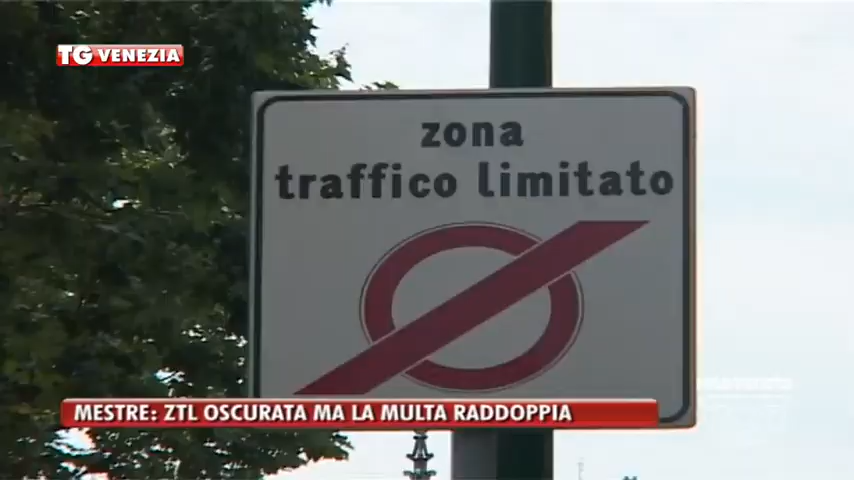 TG VENEZIA
zona
traffico limitato
MESTRE: ZTL OSCURATA MA LA MULTA RADDOPPIA